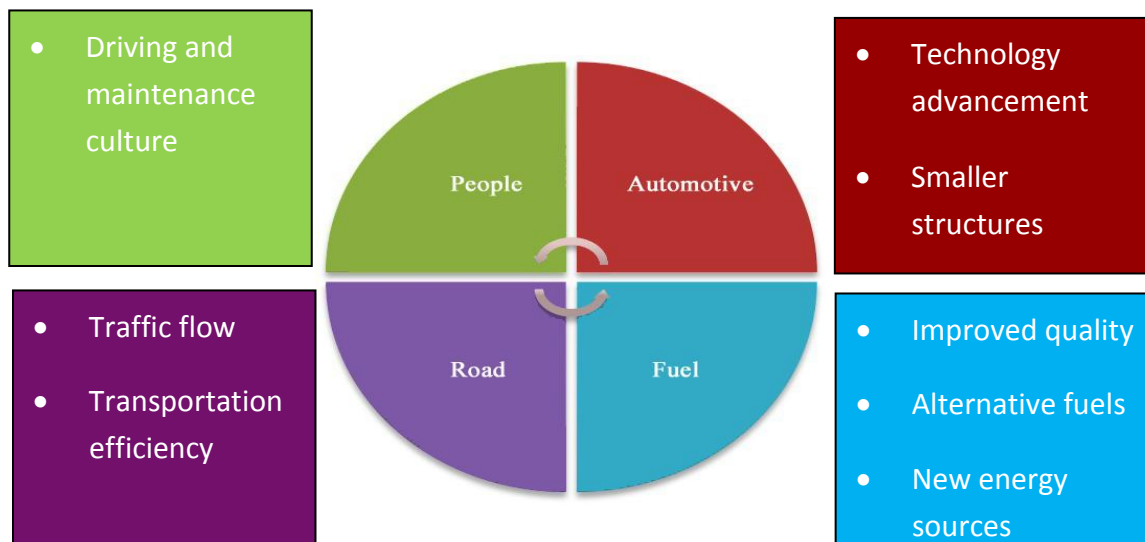 • Driving and
maintenance
culture
• Technology
advancement
• Smaller
structures
People
Automotive
Road
Fuel
• Traffic flow
• Transportation
efficiency
• Improved quality
• Alternative fuels
• New energy
sources